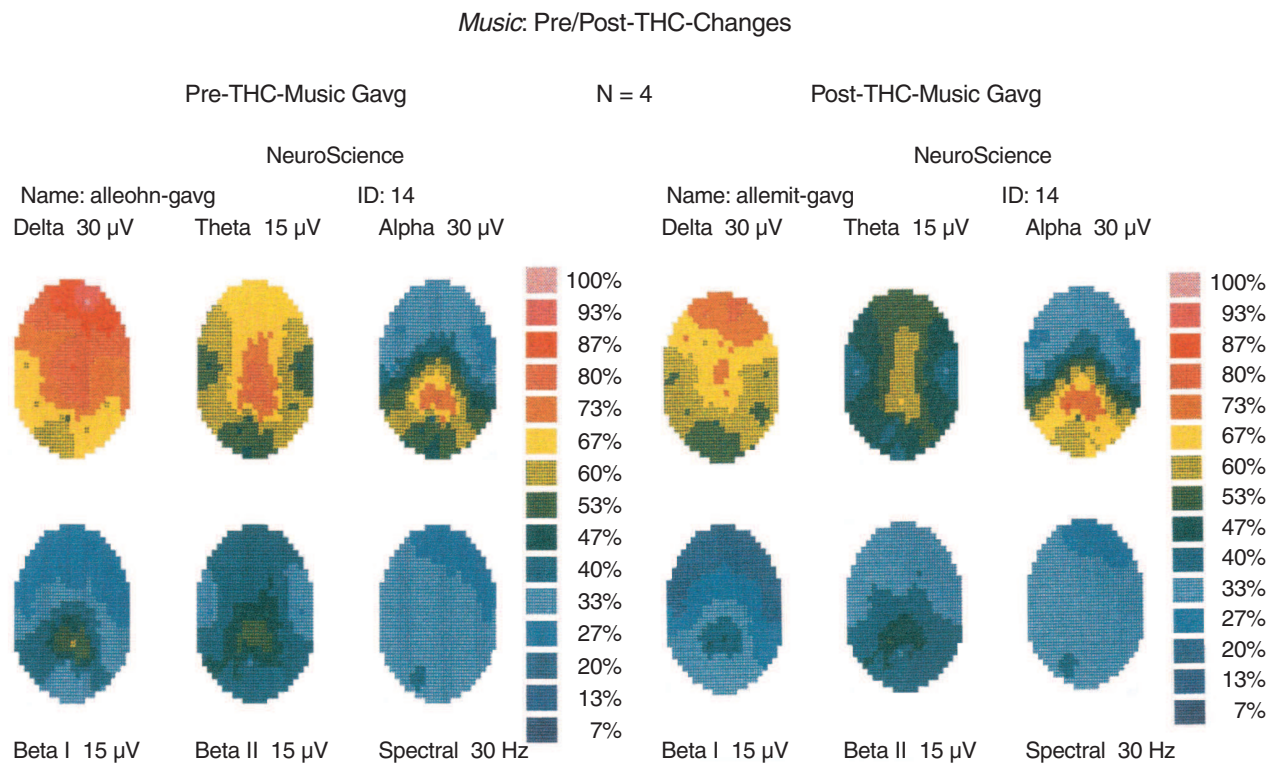 Music: Pre/Post-THC-Changes
Pre-THC-Music Gavg N = 4 Post-THC-Music Gavg
NeuroScience NeuroScience
Name: alleohn-gavg ID: 14 Name: allemit-gavg ID: 14
Delta 30 µV Theta 15 µV Alpha 30 µV Delta 30 µV Theta 15 µV Alpha 30 µV
100% 100%
93% 93%
87% 87%
80% 80%
73% 73%
67% 67%
60% 60%
53% 53%
47% 47%
40% 40%
33% 33%
27% 27%
20% 20%
13% 13%
7% 7%
Beta I 15 µV Beta II 15 µV Spectral 30 Hz Beta I 15 µV Beta II 15 µV Spectral 30 Hz